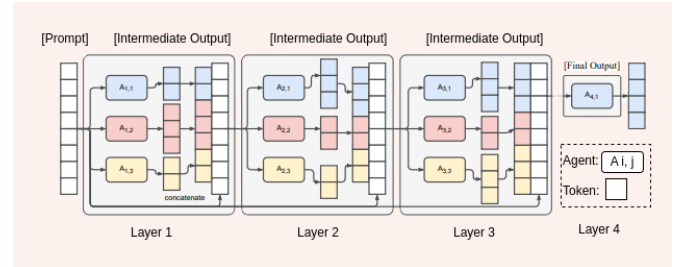 [Prompt]
[Intermediate Output]
[Intermediate Output]
[Intermediate Output]
[Final Output]
A1,1
A2,1
A3,1
A4,1
A1,2
A2,2
A3,2
A1,3
A2,3
A3,3
concatenate
Agent: A i, j
Token:
Layer 1
Layer 2
Layer 3
Layer 4